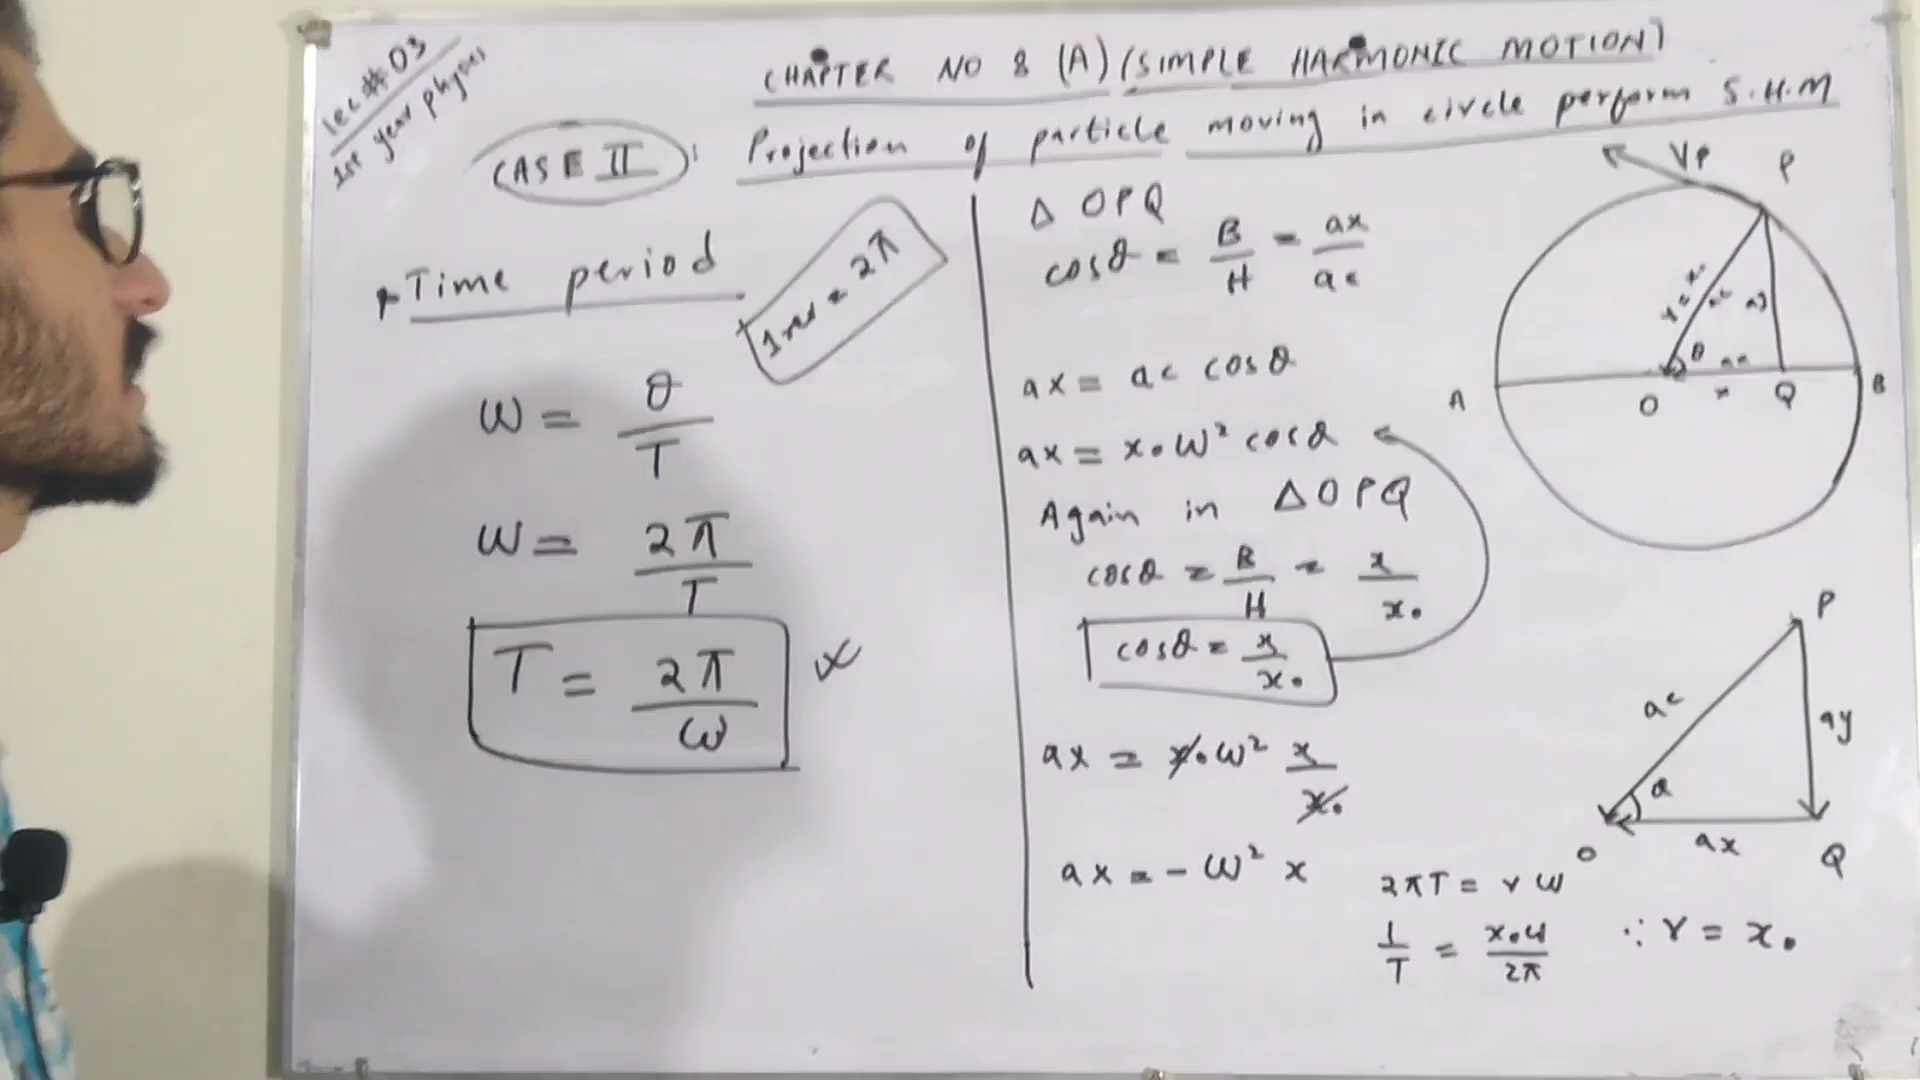 Lec # 03
1st year physics
CHAPTER NO 8 (A) (SIMPLE HARMONIC MOTION)
CASE II : Projection of particle moving in circle perform S.H.M
Time period
1 rev = 2π
ω = θ/T
ω = 2π/T
T = 2π/ω
Δ OPQ
cosθ = B/H = ax/ac
ax = ac cosθ
ax = x₀ω² cosθ
Again in ΔOPQ
cosθ = B/H = x/x₀
cosθ = x/x₀
ax = x₀ω² x/x₀
ax = - ω² x
VP
P
ac
θ
A
O
x
Q
B
P
ac
ay
θ
O
ax
Q
2πT = rω
1/T = x₀ω/2π
∵ r = x₀